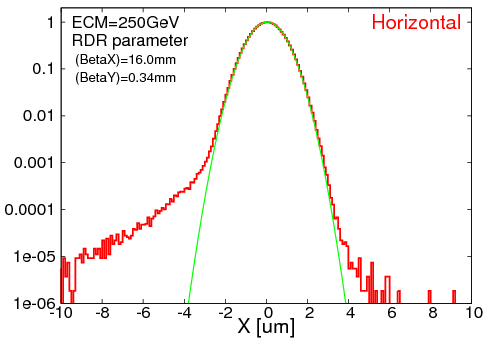 ECM=250GeV
Horizontal
RDR parameter
(BetaX)=16.0mm
(BetaY)=0.34mm
1
0.1
0.01
0.001
0.0001
1e-05
1e-06
-10 -8 -6 -4 -2 0 2 4 6 8 10
X [um]